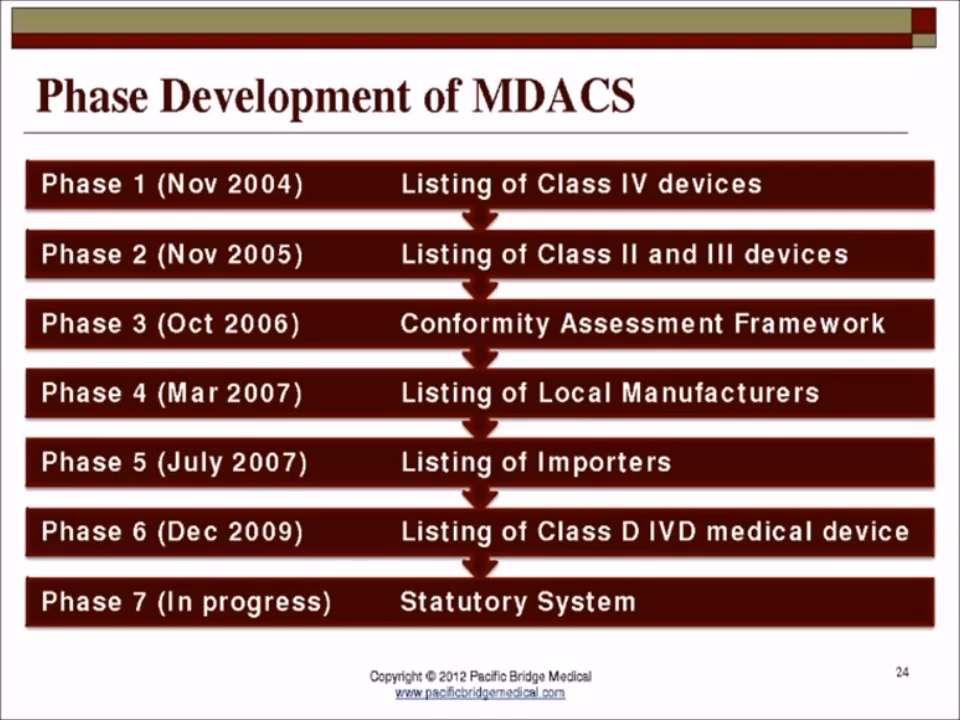 Phase Development of MDACS
Phase 1 (Nov 2004) Listing of Class IV devices
Phase 2 (Nov 2005) Listing of Class II and III devices
Phase 3 (Oct 2006) Conformity Assessment Framework
Phase 4 (Mar 2007) Listing of Local Manufacturers
Phase 5 (July 2007) Listing of Importers
Phase 6 (Dec 2009) Listing of Class D IVD medical device
Phase 7 (In progress) Statutory System
Copyright © 2012 Pacific Bridge Medical
www.pacificbridgemedical.com
24